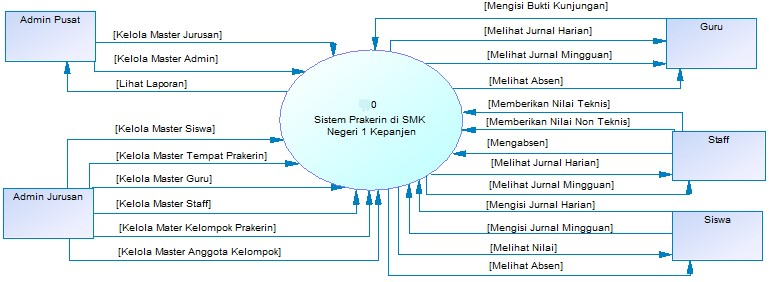 Admin Pusat
[Kelola Master Jurusan]
[Kelola Master Admin]
[Lihat Laporan]
[Mengisi Bukti Kunjungan]
Guru
[Melihat Jurnal Harian]
[Melihat Jurnal Mingguan]
[Melihat Absen]
0
Sistem Prakerin di SMK
Negeri 1 Kepanjen
[Memberikan Nilai Teknis]
[Memberikan Nilai Non Teknis]
[Mengabsen]
Staff
[Melihat Jurnal Harian]
[Melihat Jurnal Mingguan]
[Kelola Master Siswa]
[Kelola Master Tempat Prakerin]
[Kelola Master Guru]
Admin Jurusan
[Kelola Master Staff]
[Kelola Mater Kelompok Prakerin]
[Kelola Master Anggota Kelompok]
[Mengisi Jurnal Harian]
Siswa
[Mengisi Jurnal Mingguan]
[Melihat Nilai]
[Melihat Absen]